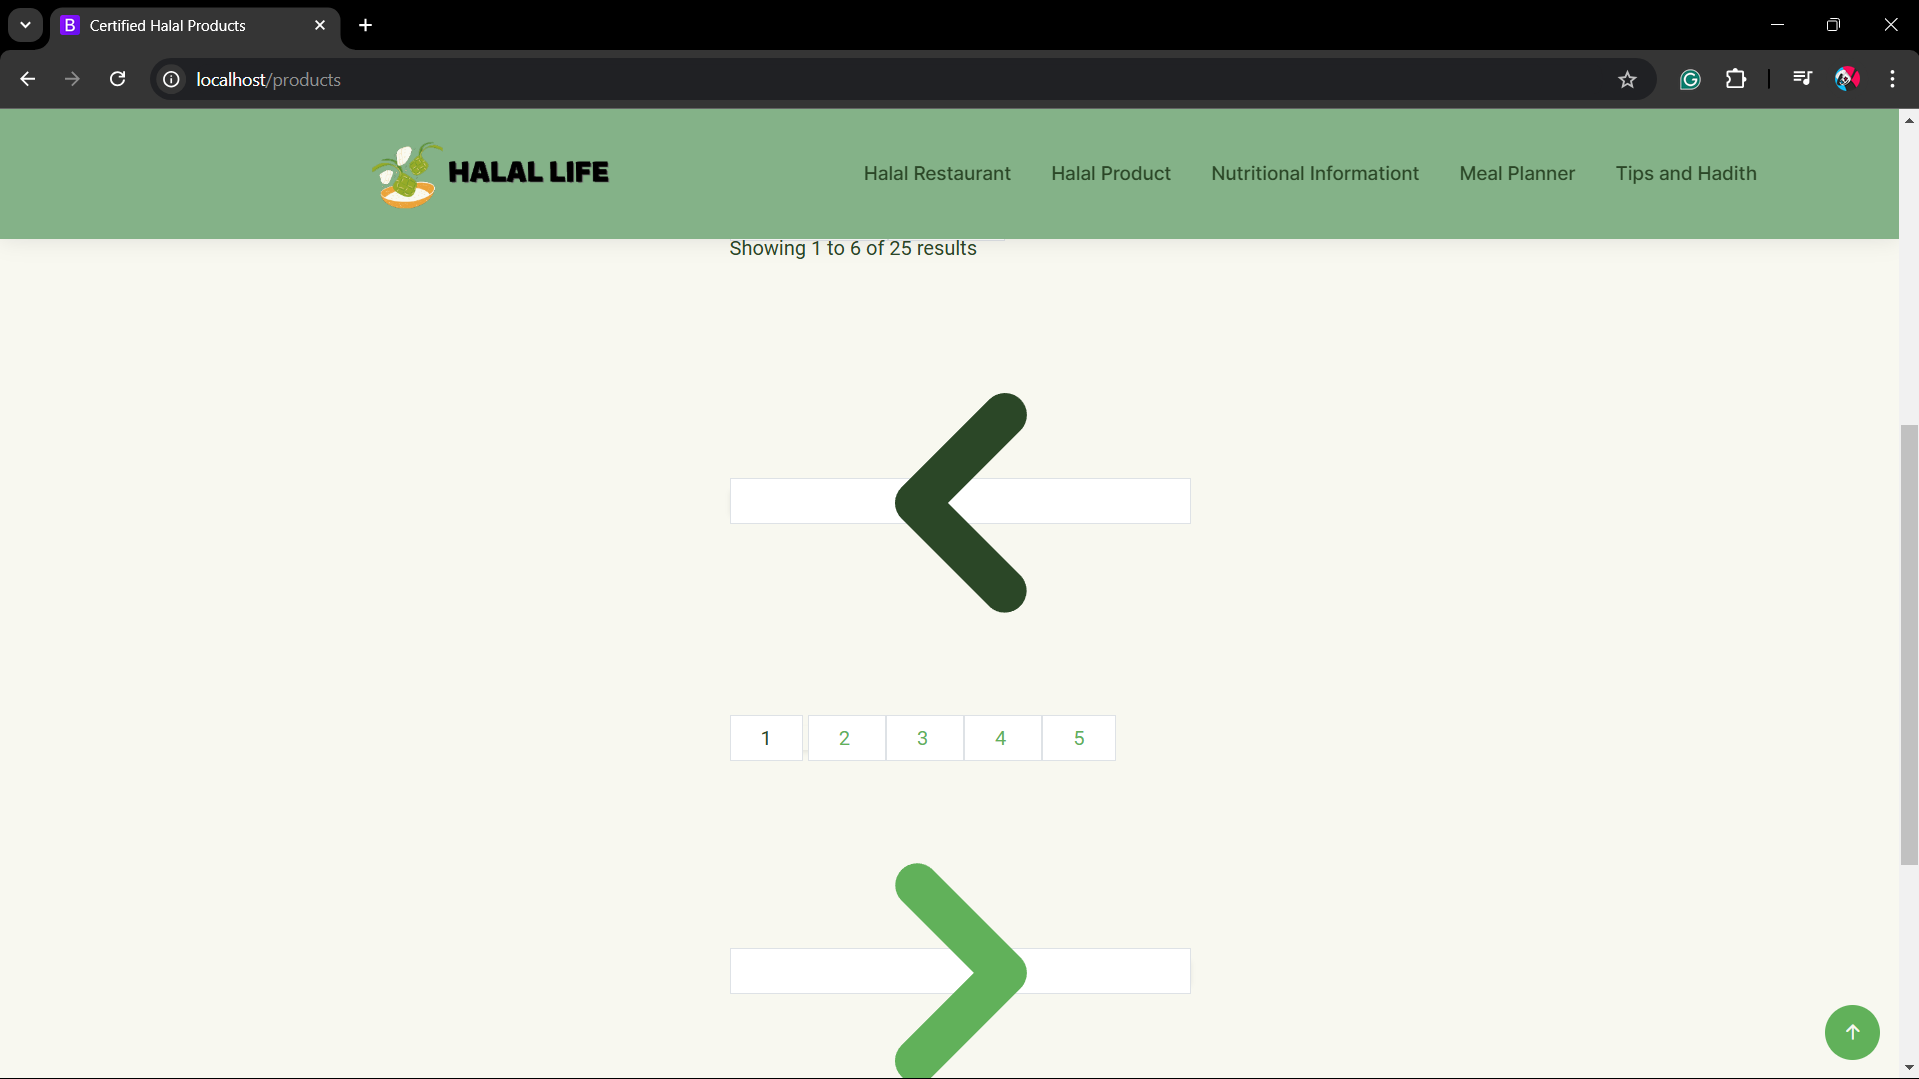 B Certified Halal Products
localhost/products
HALAL LIFE
Halal Restaurant Halal Product Nutritional Informationt Meal Planner Tips and Hadith
Showing 1 to 6 of 25 results
1 2 3 4 5